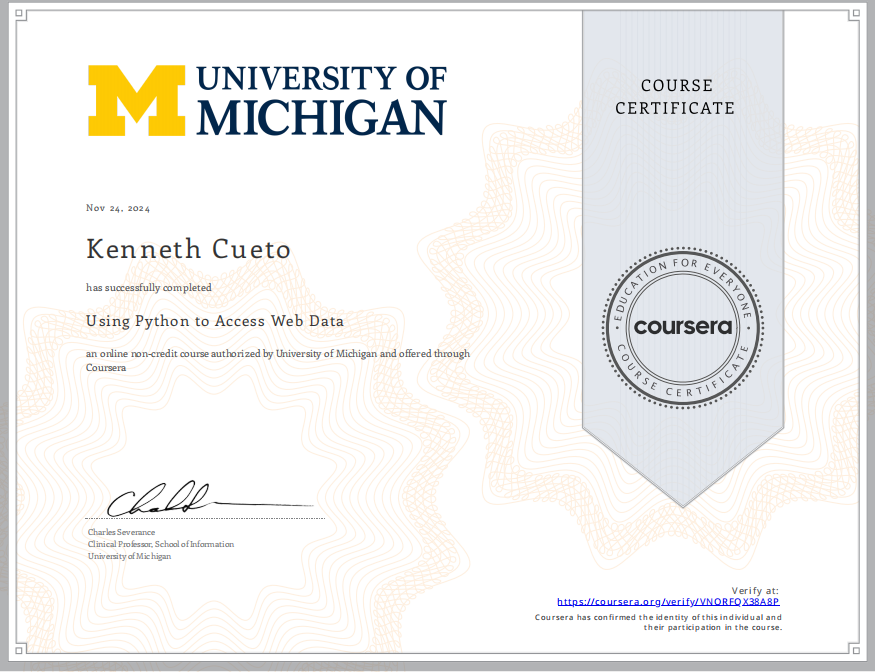 UNIVERSITY OF
MICHIGAN
COURSE
CERTIFICATE
Nov 24, 2024
Kenneth Cueto
has successfully completed
Using Python to Access Web Data
an online non-credit course authorized by University of Michigan and offered through
Coursera
EDUCATION FOR EVERYONE
coursera
COURSE CERTIFICATE
Charles Severance
Clinical Professor, School of Information
University of Michigan
Verify at:
https://coursera.org/verify/VNORFQX38A8P
Coursera has confirmed the identity of this individual and
their participation in the course.